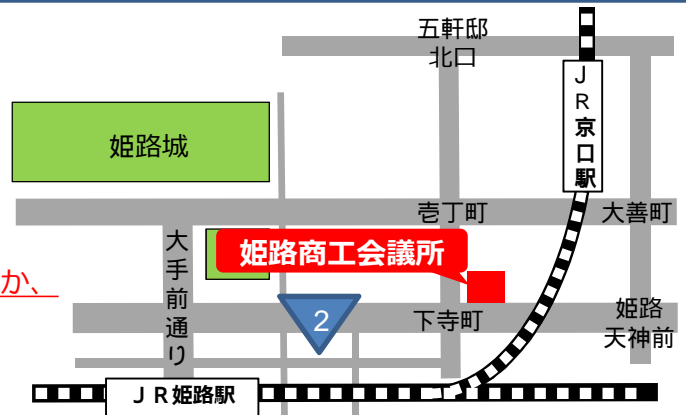 五軒邸
北口
JR京口駅
姫路城
壱丁町
大善町
大手前通り
姫路商工会議所
か、
2
下寺町
姫路
天神前
JR姫路駅